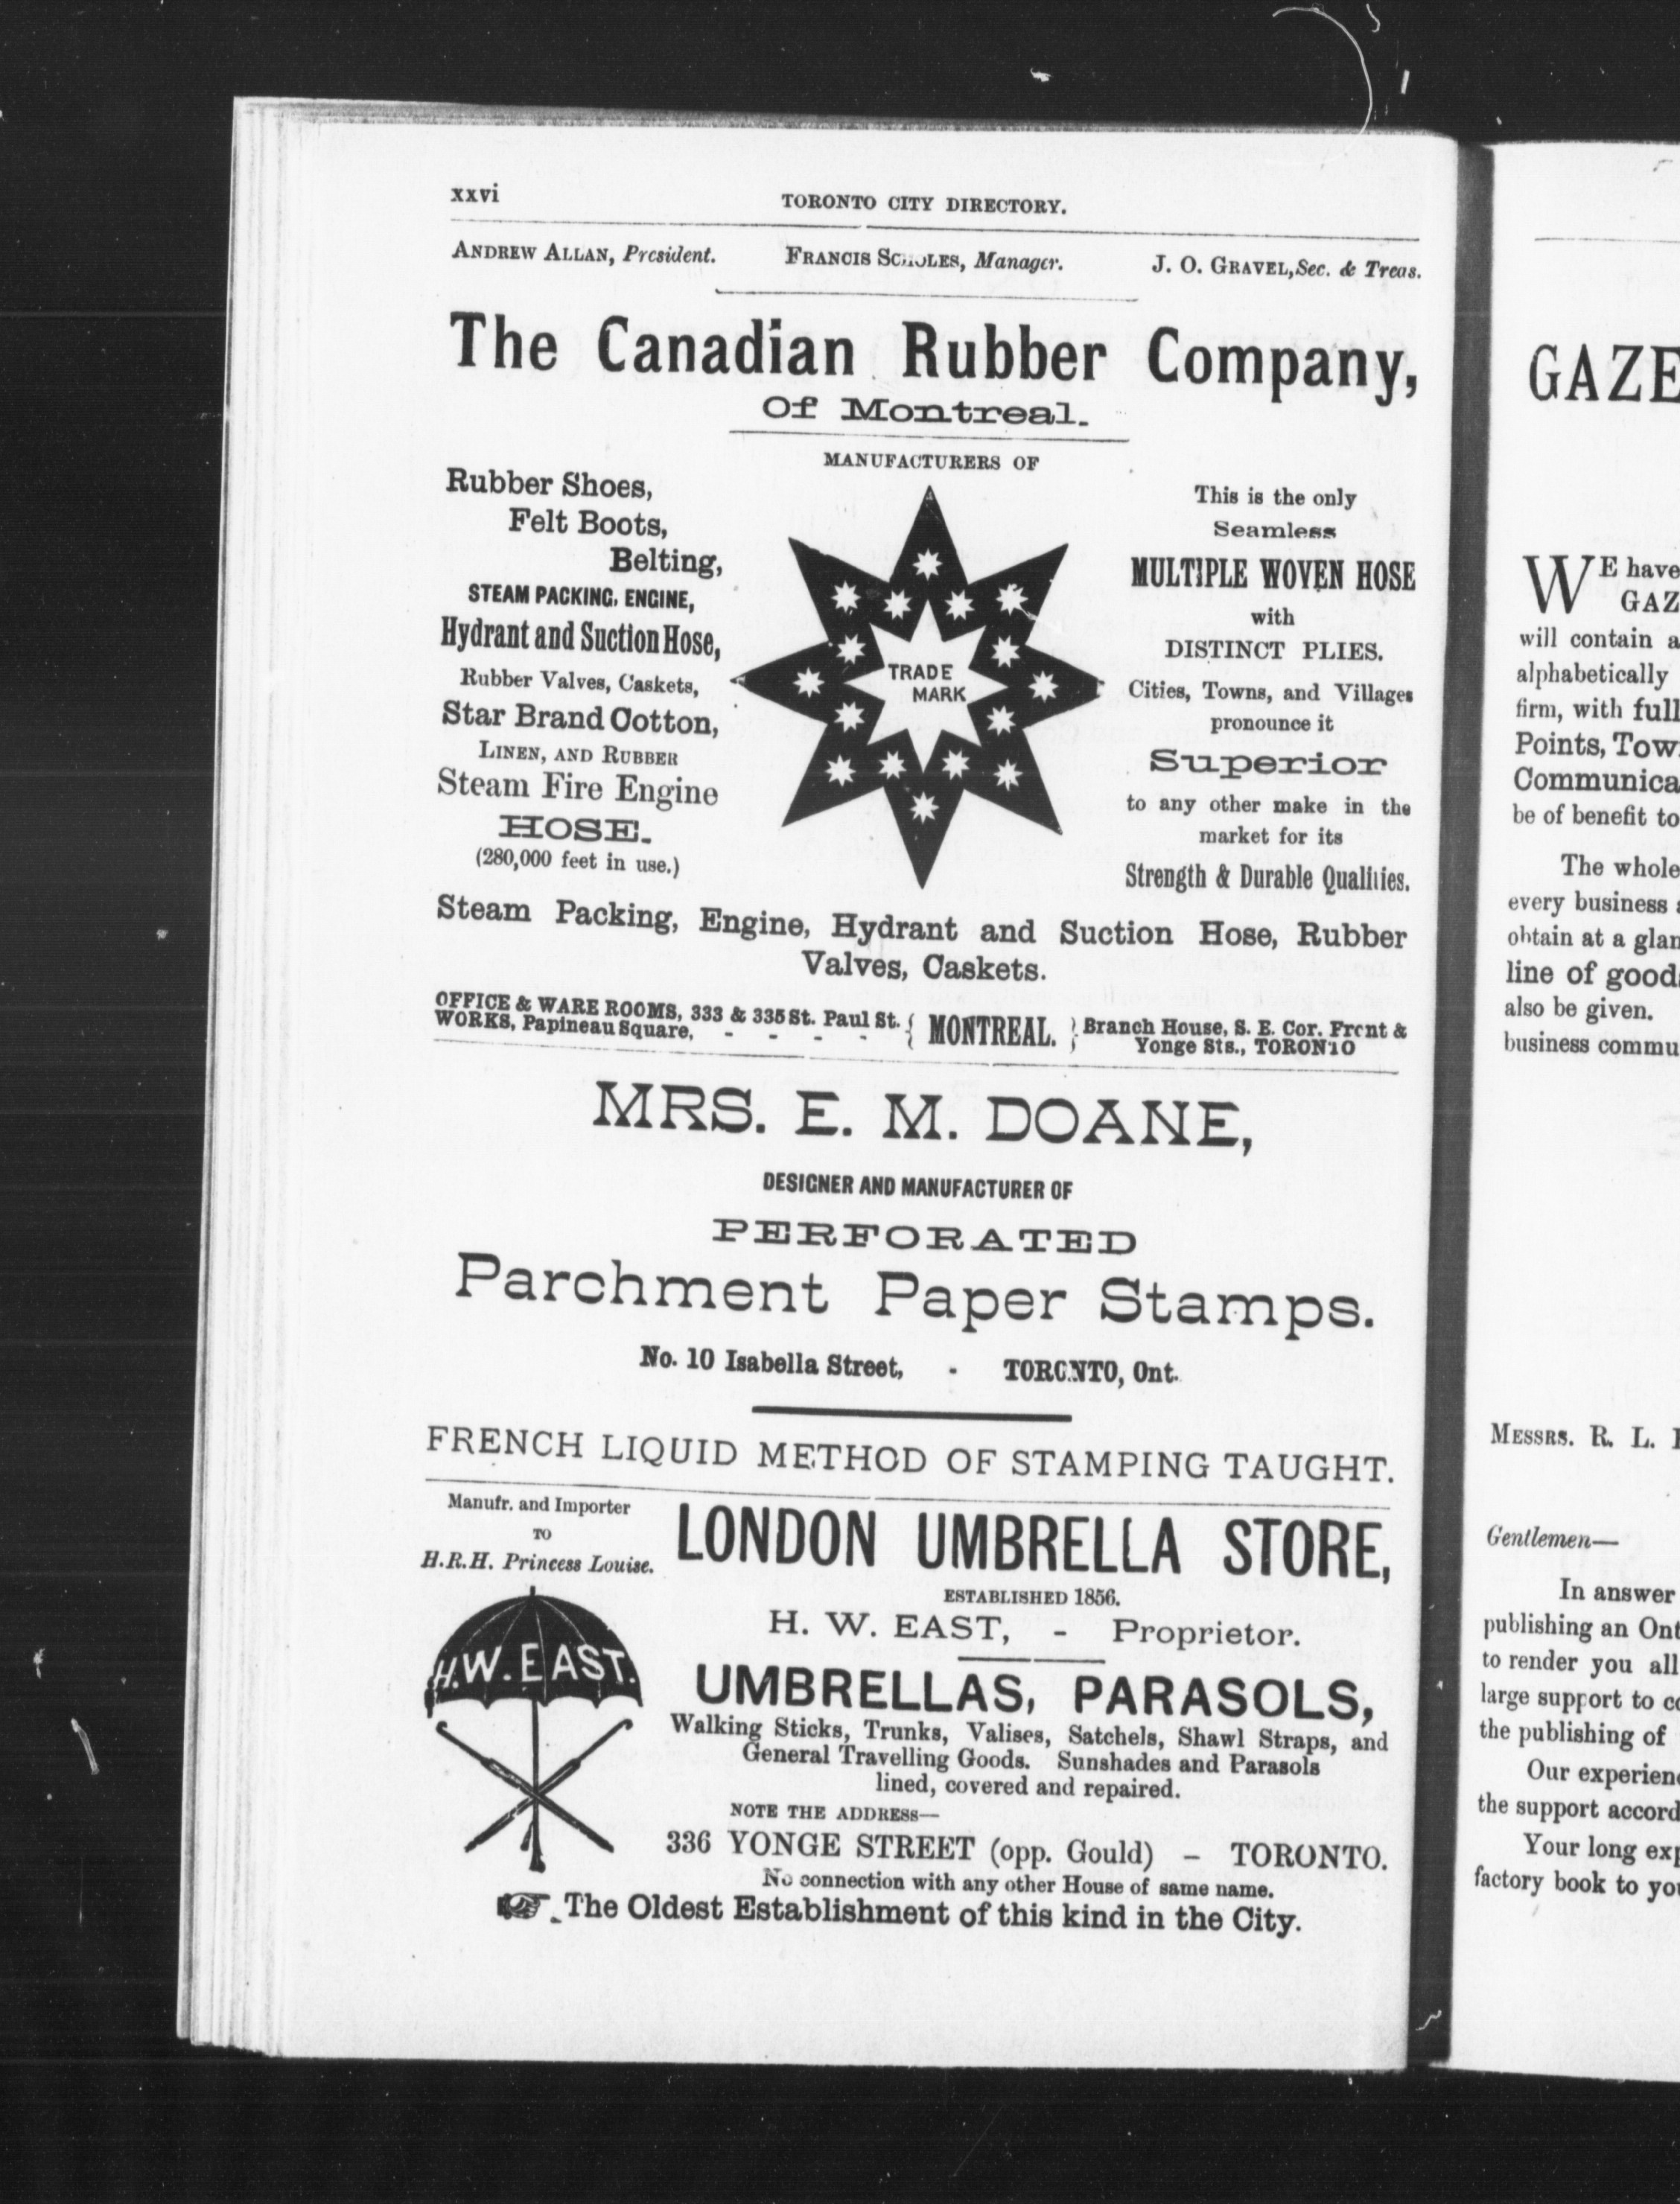 xxvi
TORONTO CITY DIRECTORY.
ANDREW ALLAN, President. FRANCIS SCHOLES, Manager. J. O. GRAVEL, Sec. & Treas.
The Canadian Rubber Company,
Of Montreal.
MANUFACTURERS OF
Rubber Shoes,
Felt Boots,
Belting,
STEAM PACKING, ENGINE,
Hydrant and Suction Hose,
Rubber Valves, Caskets,
Star Brand Cotton,
LINEN, AND RUBBER
Steam Fire Engine
HOSE.
(280,000 feet in use.)
TRADE
MARK
This is the only
Seamless
MULTIPLE WOVEN HOSE
with
DISTINCT PLIES.
Cities, Towns, and Villages
pronounce it
Superior
to any other make in the
market for its
Strength & Durable Qualities.
Steam Packing, Engine, Hydrant and Suction Hose, Rubber
Valves, Caskets.
OFFICE & WARE ROOMS, 333 & 335 St. Paul St.
WORKS, Papineau Square, - - - -
{ MONTREAL. }
Branch House, S. E. Cor. Front &
Yonge Sts., TORONTO
MRS. E. M. DOANE,
DESIGNER AND MANUFACTURER OF
PERFORATED
Parchment Paper Stamps.
No. 10 Isabella Street, - TORONTO, Ont.
FRENCH LIQUID METHOD OF STAMPING TAUGHT.
Manufr. and Importer
TO
H.R.H. Princess Louise.
LONDON UMBRELLA STORE,
ESTABLISHED 1856.
H. W. EAST, - Proprietor.
H.W. EAST.
UMBRELLAS, PARASOLS,
Walking Sticks, Trunks, Valises, Satchels, Shawl Straps, and
General Travelling Goods. Sunshades and Parasols
lined, covered and repaired.
NOTE THE ADDRESS—
336 YONGE STREET (opp. Gould) - TORONTO.
No connection with any other House of same name.
The Oldest Establishment of this kind in the City.
GAZE
WE have
GAZ
will contain a
alphabetically
firm, with full
Points, Tow
Communica
be of benefit to
The whole
every business
obtain at a glan
line of good
also be given.
business commu
MESSRS. R. L.
Gentlemen—
In answer
publishing an Ont
to render you all
large support to c
the publishing of
Our experienc
the support accord
Your long exp
factory book to you